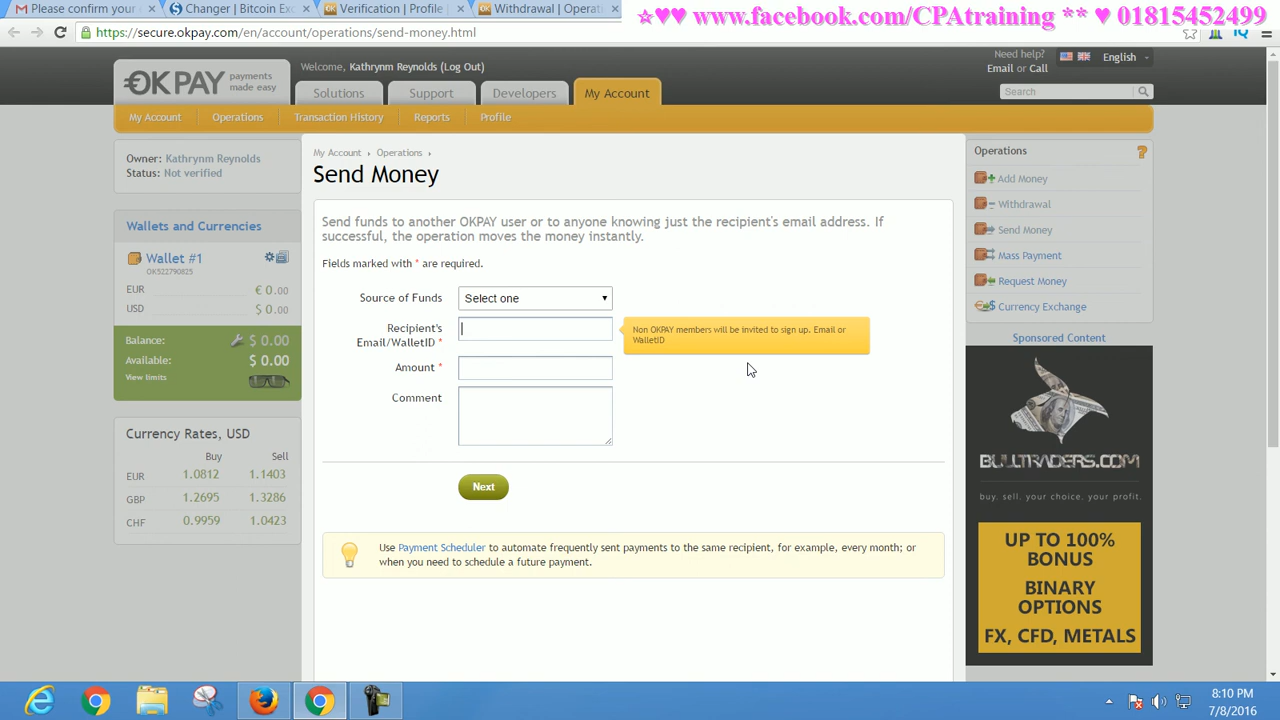 Please confirm your
Changer | Bitcoin Ex
Verification | Profile
Withdrawal | Operat
☆♥♥ www.facebook.com/CPAtraining ** ♥ 01815452499
https://secure.okpay.com/en/account/operations/send-money.html
OKPAY payments made easy
Welcome, Kathrynm Reynolds (Log Out)
Need help?
Email or Call
English
Solutions
Support
Developers
My Account
Search
My Account
Operations
Transaction History
Reports
Profile
Owner: Kathrynm Reynolds
Status: Not verified
Wallets and Currencies
Wallet #1
OK522790825
EUR € 0.00
USD $ 0.00
Balance: $ 0.00
Available: $ 0.00
View limits
Currency Rates, USD
Buy Sell
EUR 1.0812 1.1403
GBP 1.2695 1.3286
CHF 0.9959 1.0423
My Account › Operations ›
Send Money
Send funds to another OKPAY user or to anyone knowing just the recipient's email address. If
successful, the operation moves the money instantly.
Fields marked with * are required.
Source of Funds
Select one
Recipient's
Email/WalletID *
Non OKPAY members will be invited to sign up. Email or
WalletID
Amount *
Comment
Next
Use Payment Scheduler to automate frequently sent payments to the same recipient, for example, every month; or
when you need to schedule a future payment.
Operations
?
Add Money
Withdrawal
Send Money
Mass Payment
Request Money
Currency Exchange
Sponsored Content
BULLTRADERS.COM
buy. sell. your choice. your profit.
UP TO 100%
BONUS
BINARY
OPTIONS
FX, CFD, METALS
8:10 PM
7/8/2016